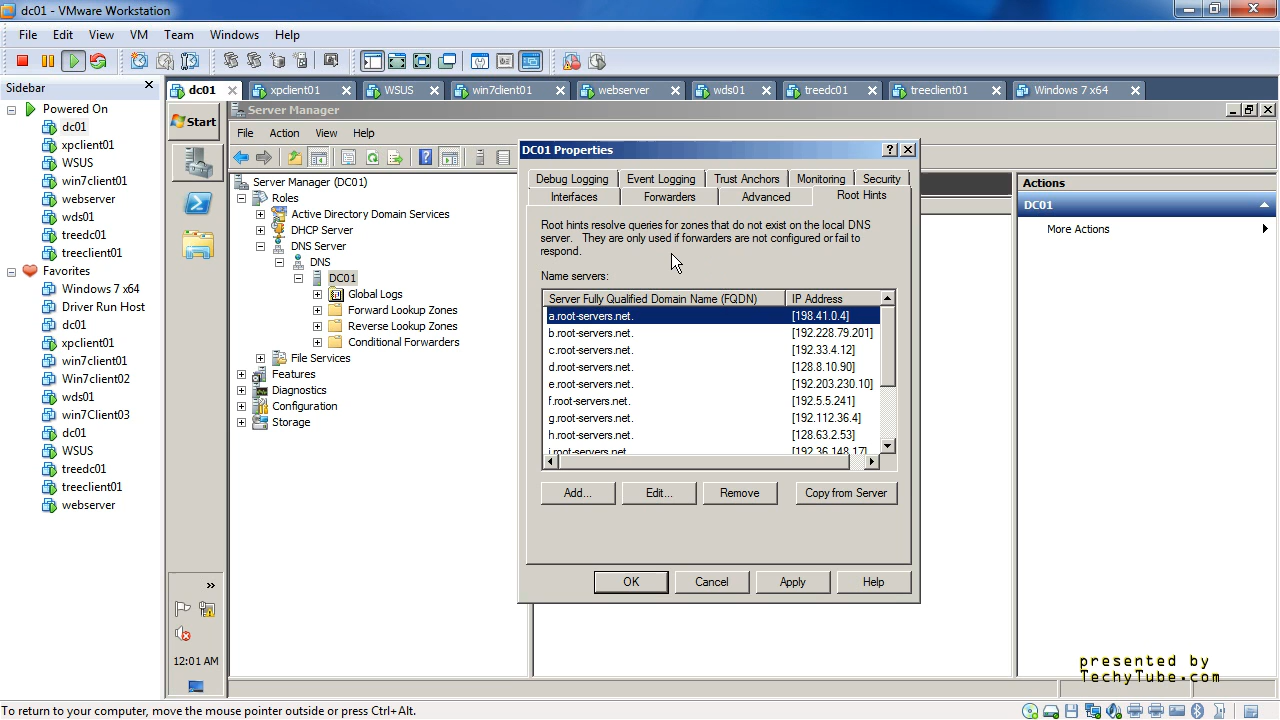 dc01 - VMware Workstation
File Edit View VM Team Windows Help
Sidebar
dc01 xpclient01 WSUS win7client01 webserver wds01 treedc01 treeclient01 Windows 7 x64
Powered On
dc01
xpclient01
WSUS
win7client01
webserver
wds01
treedc01
treeclient01
Favorites
Windows 7 x64
Driver Run Host
dc01
xpclient01
win7client01
Win7client02
wds01
win7Client03
dc01
WSUS
treedc01
treeclient01
webserver
Start
12:01 AM
Server Manager
File Action View Help
Server Manager (DC01)
Roles
Active Directory Domain Services
DHCP Server
DNS Server
DNS
DC01
Global Logs
Forward Lookup Zones
Reverse Lookup Zones
Conditional Forwarders
File Services
Features
Diagnostics
Configuration
Storage
DC01 Properties
Debug Logging Event Logging Trust Anchors Monitoring Security
Interfaces Forwarders Advanced Root Hints
Root hints resolve queries for zones that do not exist on the local DNS
server. They are only used if forwarders are not configured or fail to
respond.
Name servers:
Server Fully Qualified Domain Name (FQDN) IP Address
a.root-servers.net. [198.41.0.4]
b.root-servers.net. [192.228.79.201]
c.root-servers.net. [192.33.4.12]
d.root-servers.net. [128.8.10.90]
e.root-servers.net. [192.203.230.10]
f.root-servers.net. [192.5.5.241]
g.root-servers.net. [192.112.36.4]
h.root-servers.net. [128.63.2.53]
i.root-servers.net. [192.36.148.17]
Add... Edit... Remove Copy from Server
OK Cancel Apply Help
Actions
DC01
More Actions
presented by
TechyTube.com
To return to your computer, move the mouse pointer outside or press Ctrl+Alt.